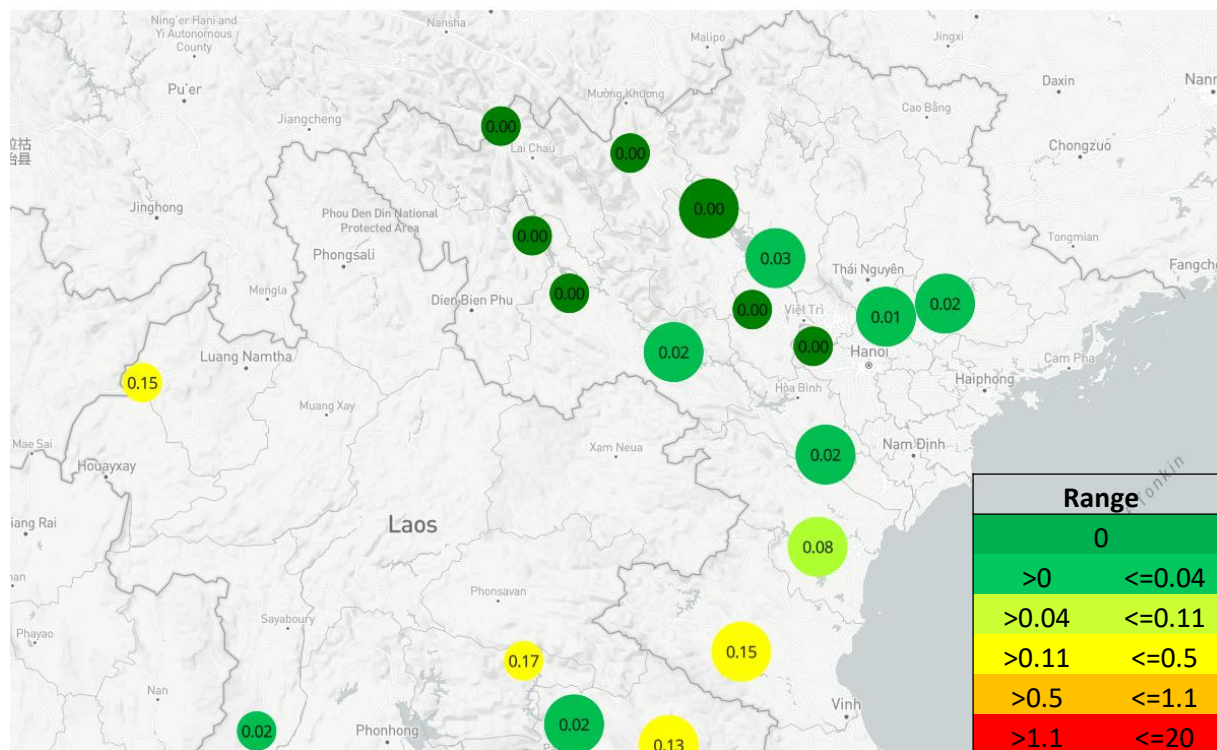 Ning'er Hani and
Yi Autonomous
County
Nansha
Malipo
Jingxi
Daxin
Pu'er
Mường Khương
Cao Bằng
Jiangcheng
0.00
Lai Chau
Chongzuo
0.00
Jinghong
Phou Den Din National
Protected Area
0.00
0.00
Tongmian
Phongsali
0.03
Thái Nguyên
Fangch
Mengla
0.00
Dien Bien Phu
0.00
Việt Trì
0.01
0.02
0.00
0.02
Hanoi
Luang Namtha
Cam Pha
0.15
Haiphong
Hòa Bình
Muang Xay
Mae Sai
Xam Neua
0.02
Nam Định
Houayxay
Tonkin
Range
0
>0 <=0.04
>0.04 <=0.11
>0.11 <=0.5
>0.5 <=1.1
>1.1 <=20
iang Rai
Laos
0.08
Phonsavan
Sayaboury
Phayao
0.17
0.15
Nan
0.02
0.02
Phonhong
0.13
Vinh